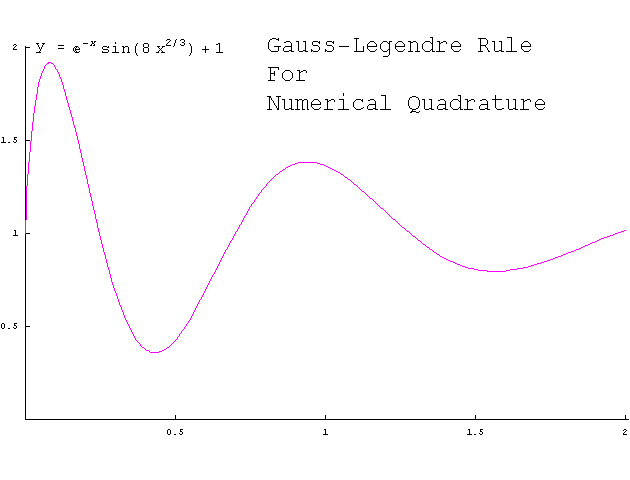 y = e^-x sin(8 x^2/3) + 1
Gauss-Legendre Rule
For
Numerical Quadrature
2
1.5
1
0.5
0.5 1 1.5 2